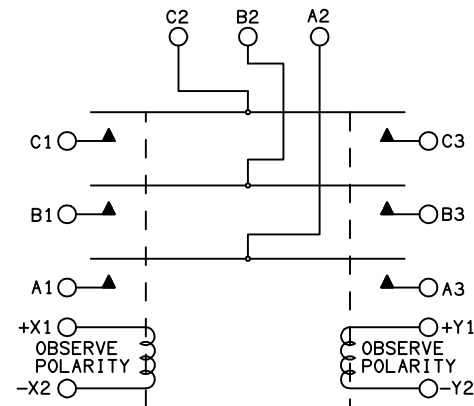 C2 B2 A2
C1 C3
B1 B3
A1 A3
+X1 +Y1
OBSERVE POLARITY OBSERVE POLARITY
-X2 -Y2